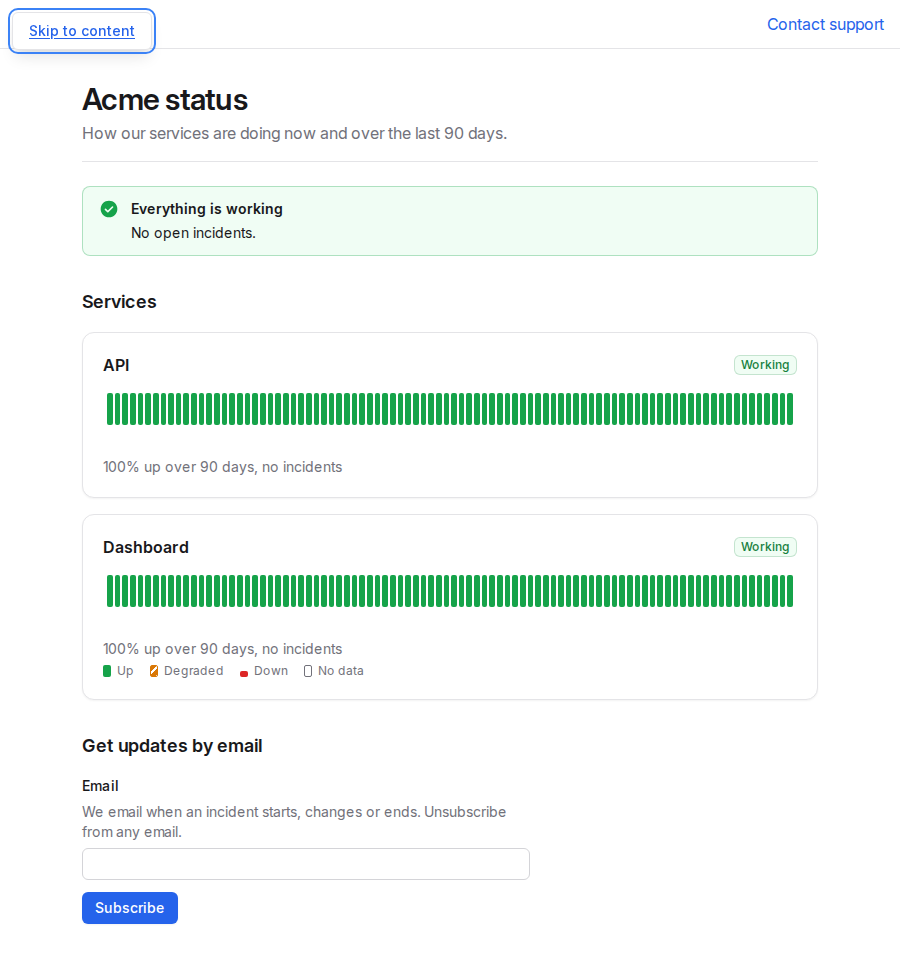 Skip to content
Contact support
Acme status
How our services are doing now and over the last 90 days.
Everything is working
No open incidents.
Services
API
Working
100% up over 90 days, no incidents
Dashboard
Working
100% up over 90 days, no incidents
Up Degraded Down No data
Get updates by email
Email
We email when an incident starts, changes or ends. Unsubscribe
from any email.
Subscribe